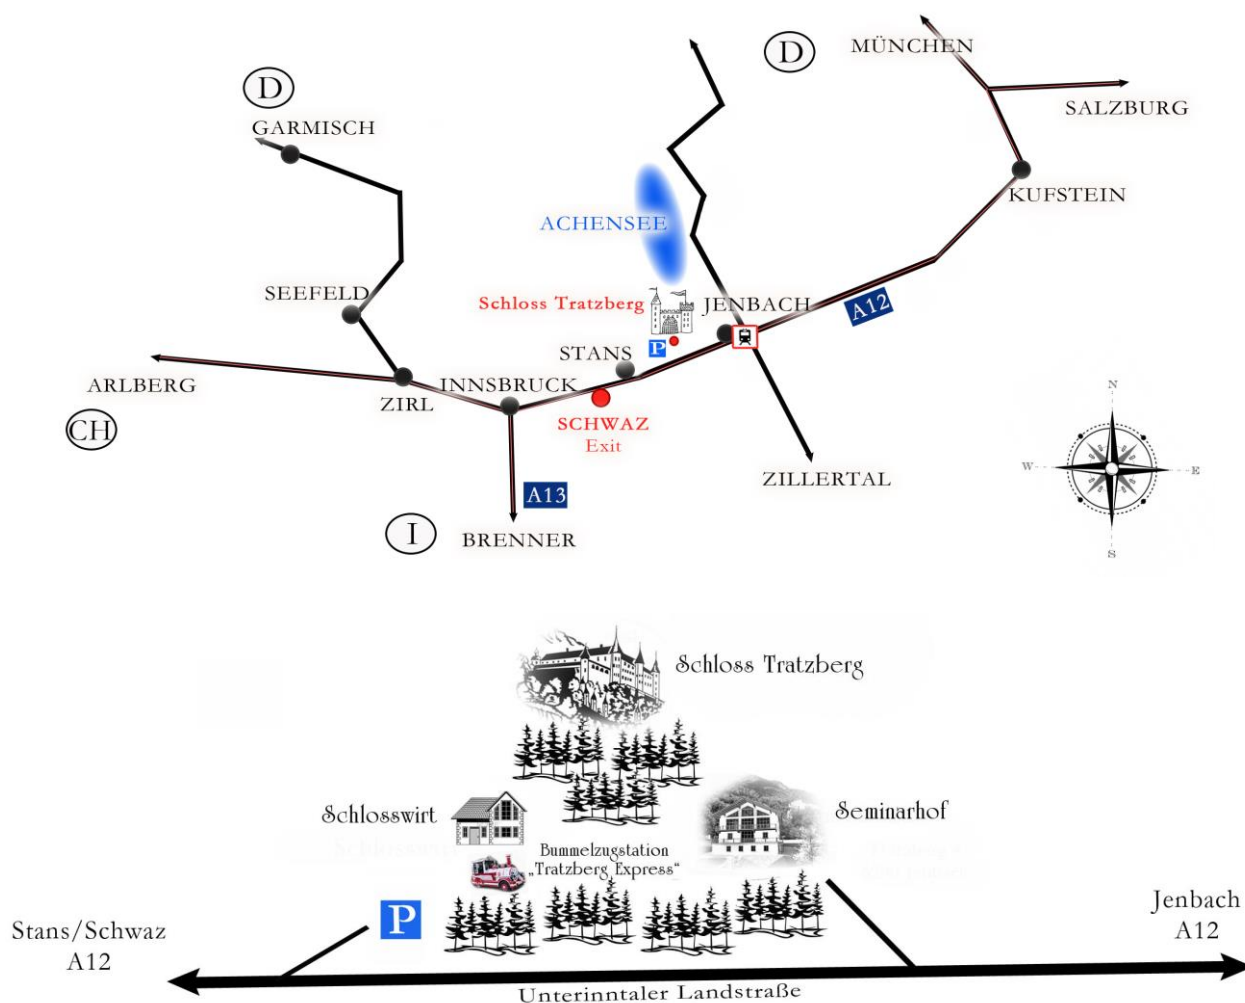 D
MÜNCHEN
D
SALZBURG
GARMISCH
KUFSTEIN
ACHENSEE
SEEFELD
Schloss Tratzberg
JENBACH
A12
P
STANS
ARLBERG
ZIRL
INNSBRUCK
CH
SCHWAZ
Exit
ZILLERTAL
A13
I
BRENNER
N
W
E
S
Schloss Tratzberg
Schlosswirt
Seminarhof
Bummelzugstation
„Tratzberg Express“
P
Stans/Schwaz
A12
Jenbach
A12
Unterinntaler Landstraße